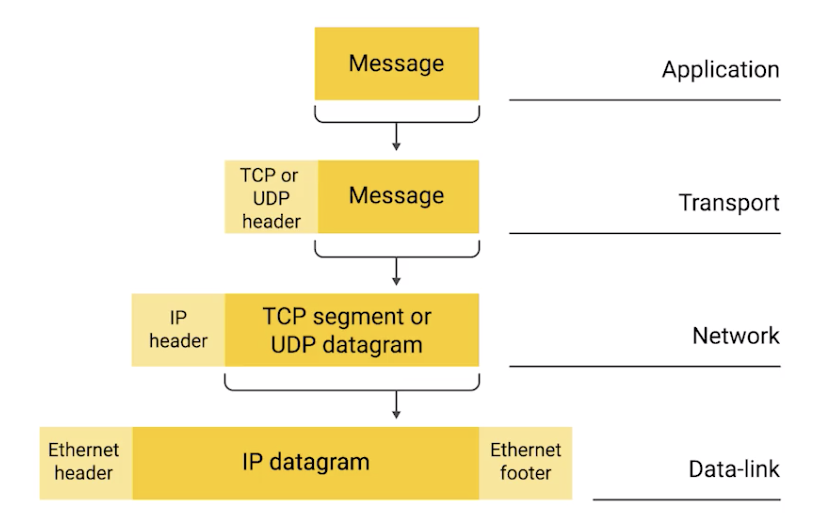 Message
Application
TCP or
UDP
header
Message
Transport
IP
header
TCP segment or
UDP datagram
Network
Ethernet
header
IP datagram
Ethernet
footer
Data-link